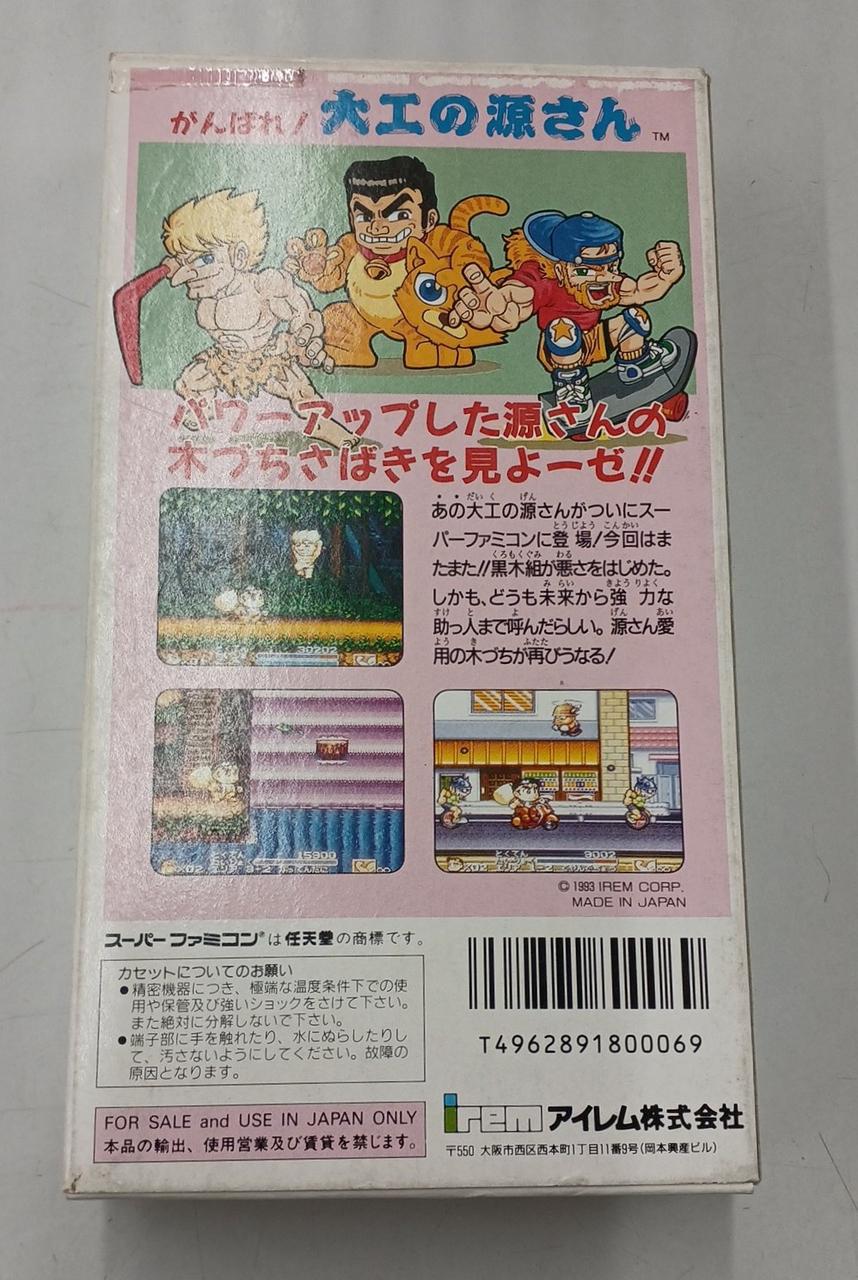 がんばれ! 大工の源さん TM
パワーアップした源さんの
木づちさばきを見よーゼ!!
あの大工の源さんがついにスー
パーファミコンに登場!今回はま
たまた!!黒木組が悪さをはじめた。
しかも、どうも未来から強力な
助っ人まで呼んだらしい。源さん愛
用の木づちが再びうなる!
30202
15900
とくてん
3002
© 1993 IREM CORP.
MADE IN JAPAN
スーパーファミコン®は任天堂の商標です。
カセットについてのお願い
●精密機器につき、極端な温度条件下での使
用や保管及び強いショックをさけて下さい。
また絶対に分解しないで下さい。
●端子部に手を触れたり、水にぬらしたりし
て、汚さないようにしてください。故障の
原因となります。
T4962891800069
FOR SALE and USE IN JAPAN ONLY
本品の輸出、使用営業及び賃貸を禁じます。
irem アイレム株式会社
〒550 大阪市西区西本町1丁目11番9号(岡本興産ビル)